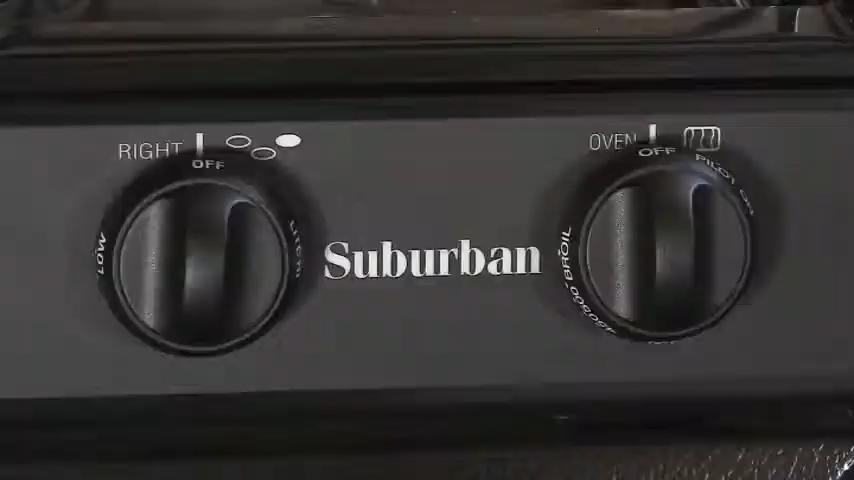 RIGHT
OFF
LOW
LITE
Suburban
OVEN
OFF
PILOT ON
BROIL